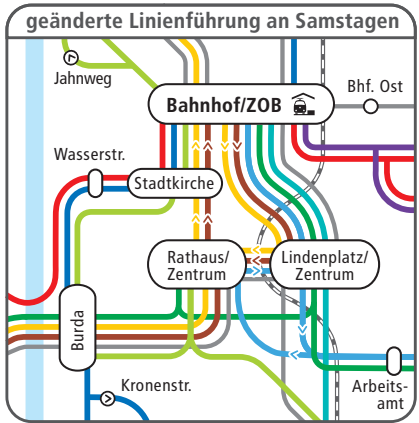 geänderte Linienführung an Samstagen
Jahnweg
Bahnhof/ZOB
Bhf. Ost
Wasserstr.
Stadtkirche
Rathaus/
Zentrum
Lindenplatz/
Zentrum
Burda
Kronenstr.
Arbeits-
amt